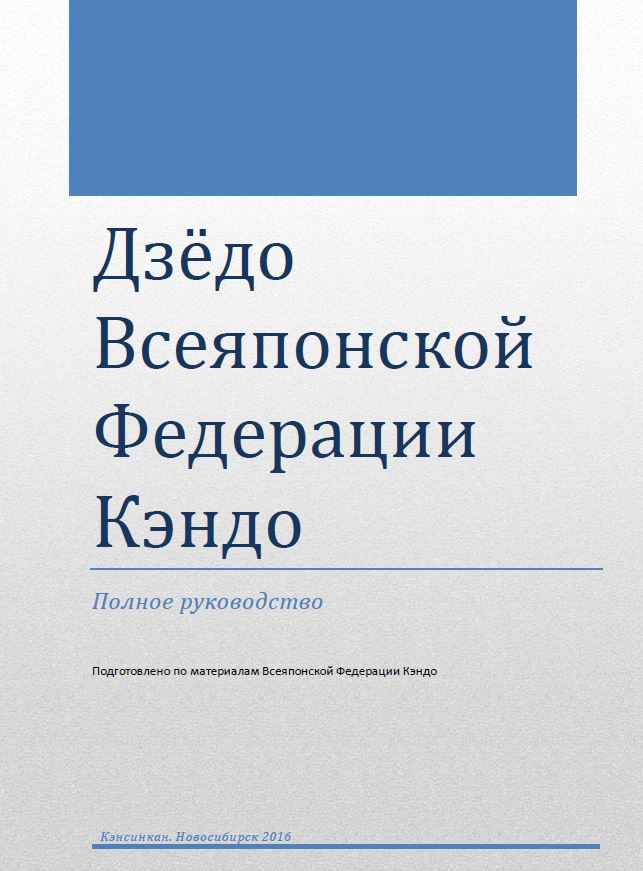 Дзёдо
Всеяпонской
Федерации
Кэндо
Полное руководство
Подготовлено по материалам Всеяпонской Федерации Кэндо
Кэнсинкан. Новосибирск 2016